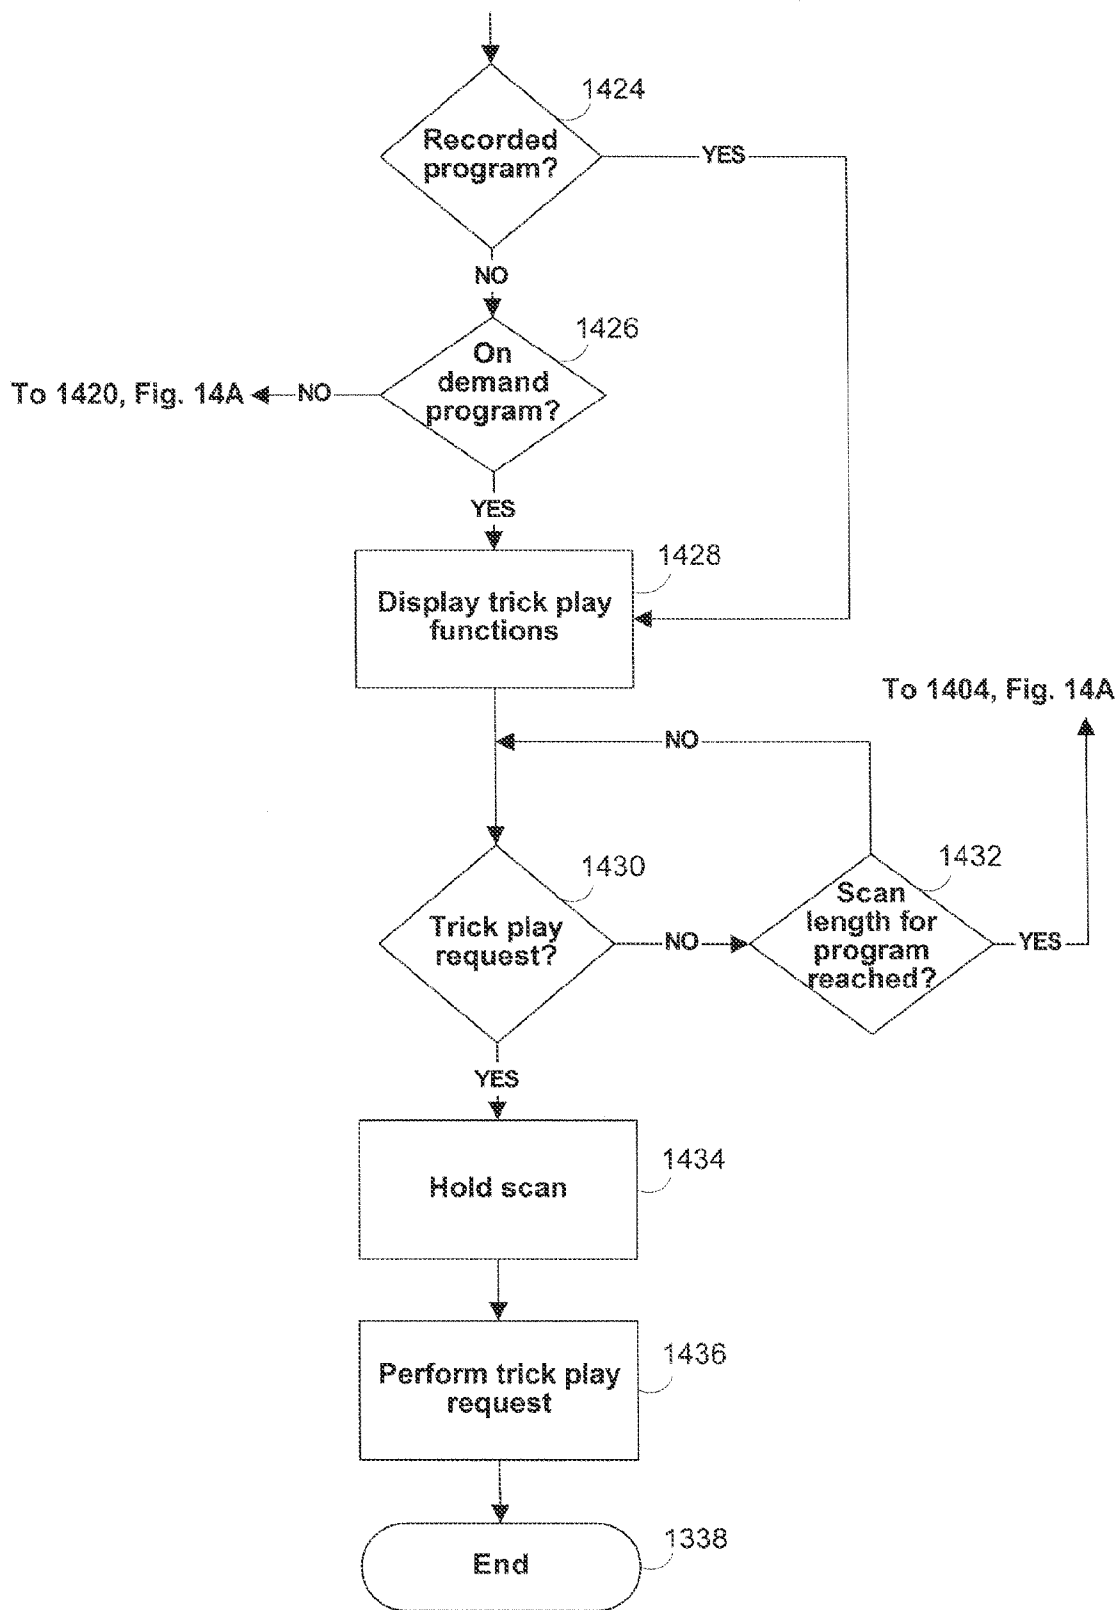 1424
Recorded
program?
YES
NO
1426
On
demand
program?
To 1420, Fig. 14A
NO
YES
1428
Display trick play
functions
To 1404, Fig. 14A
NO
1430
Trick play
request?
NO
1432
Scan
length for
program
reached?
YES
YES
1434
Hold scan
1436
Perform trick play
request
1338
End